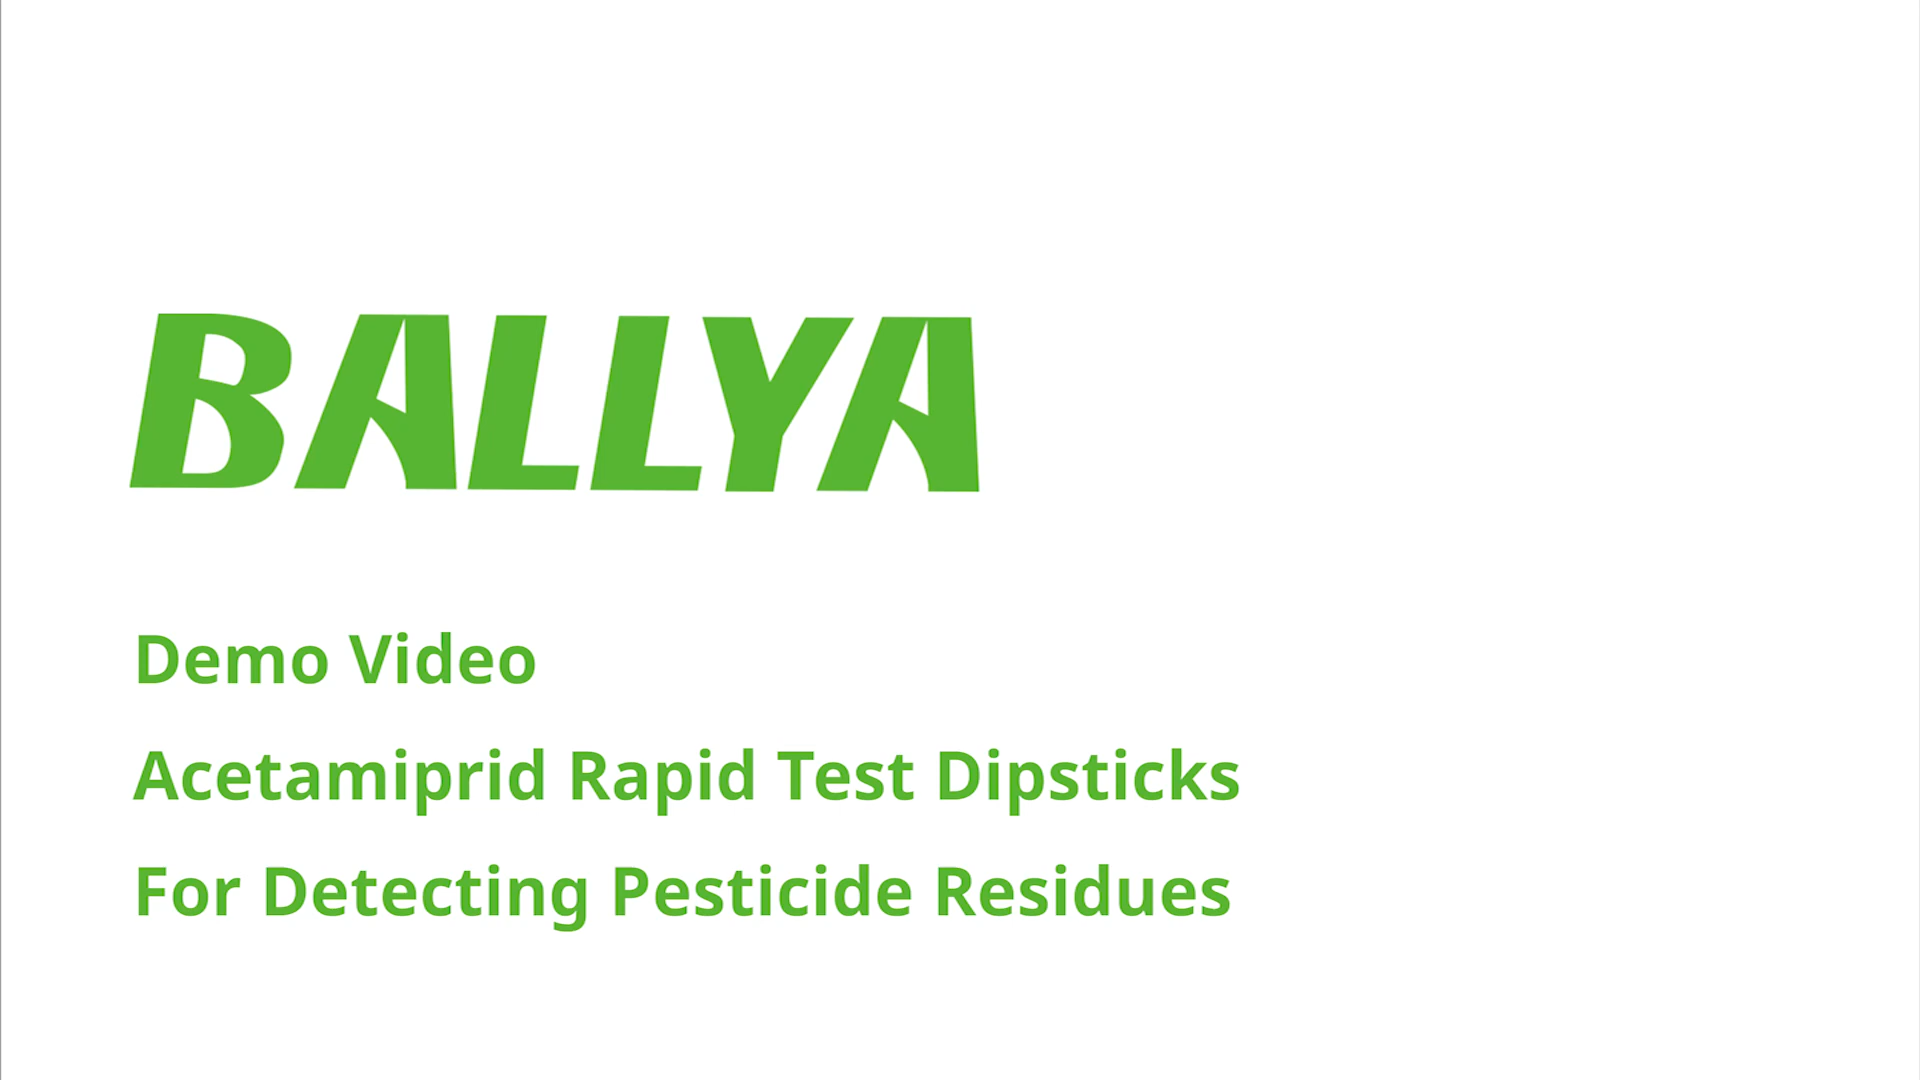 BALLYA
Demo Video
Acetamiprid Rapid Test Dipsticks
For Detecting Pesticide Residues